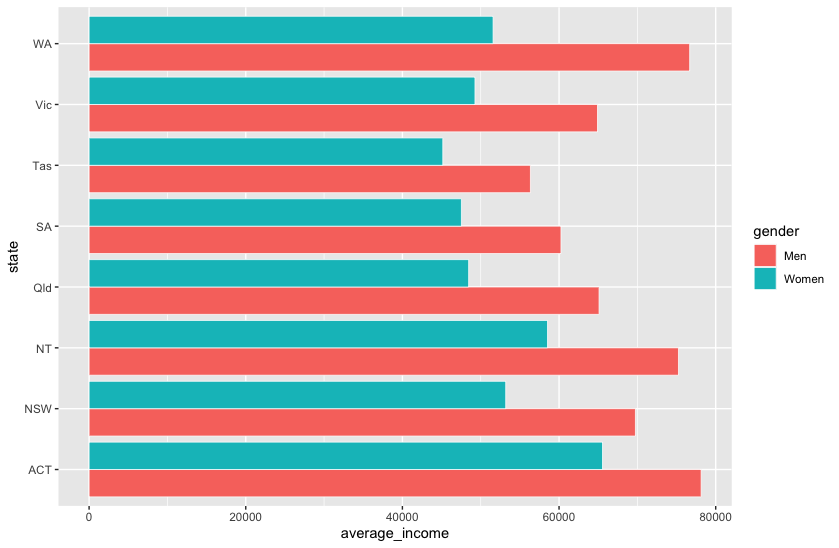 WA
Vic
Tas
SA
Qld
NT
NSW
ACT
state
0 20000 40000 60000 80000
average_income
gender
Men
Women